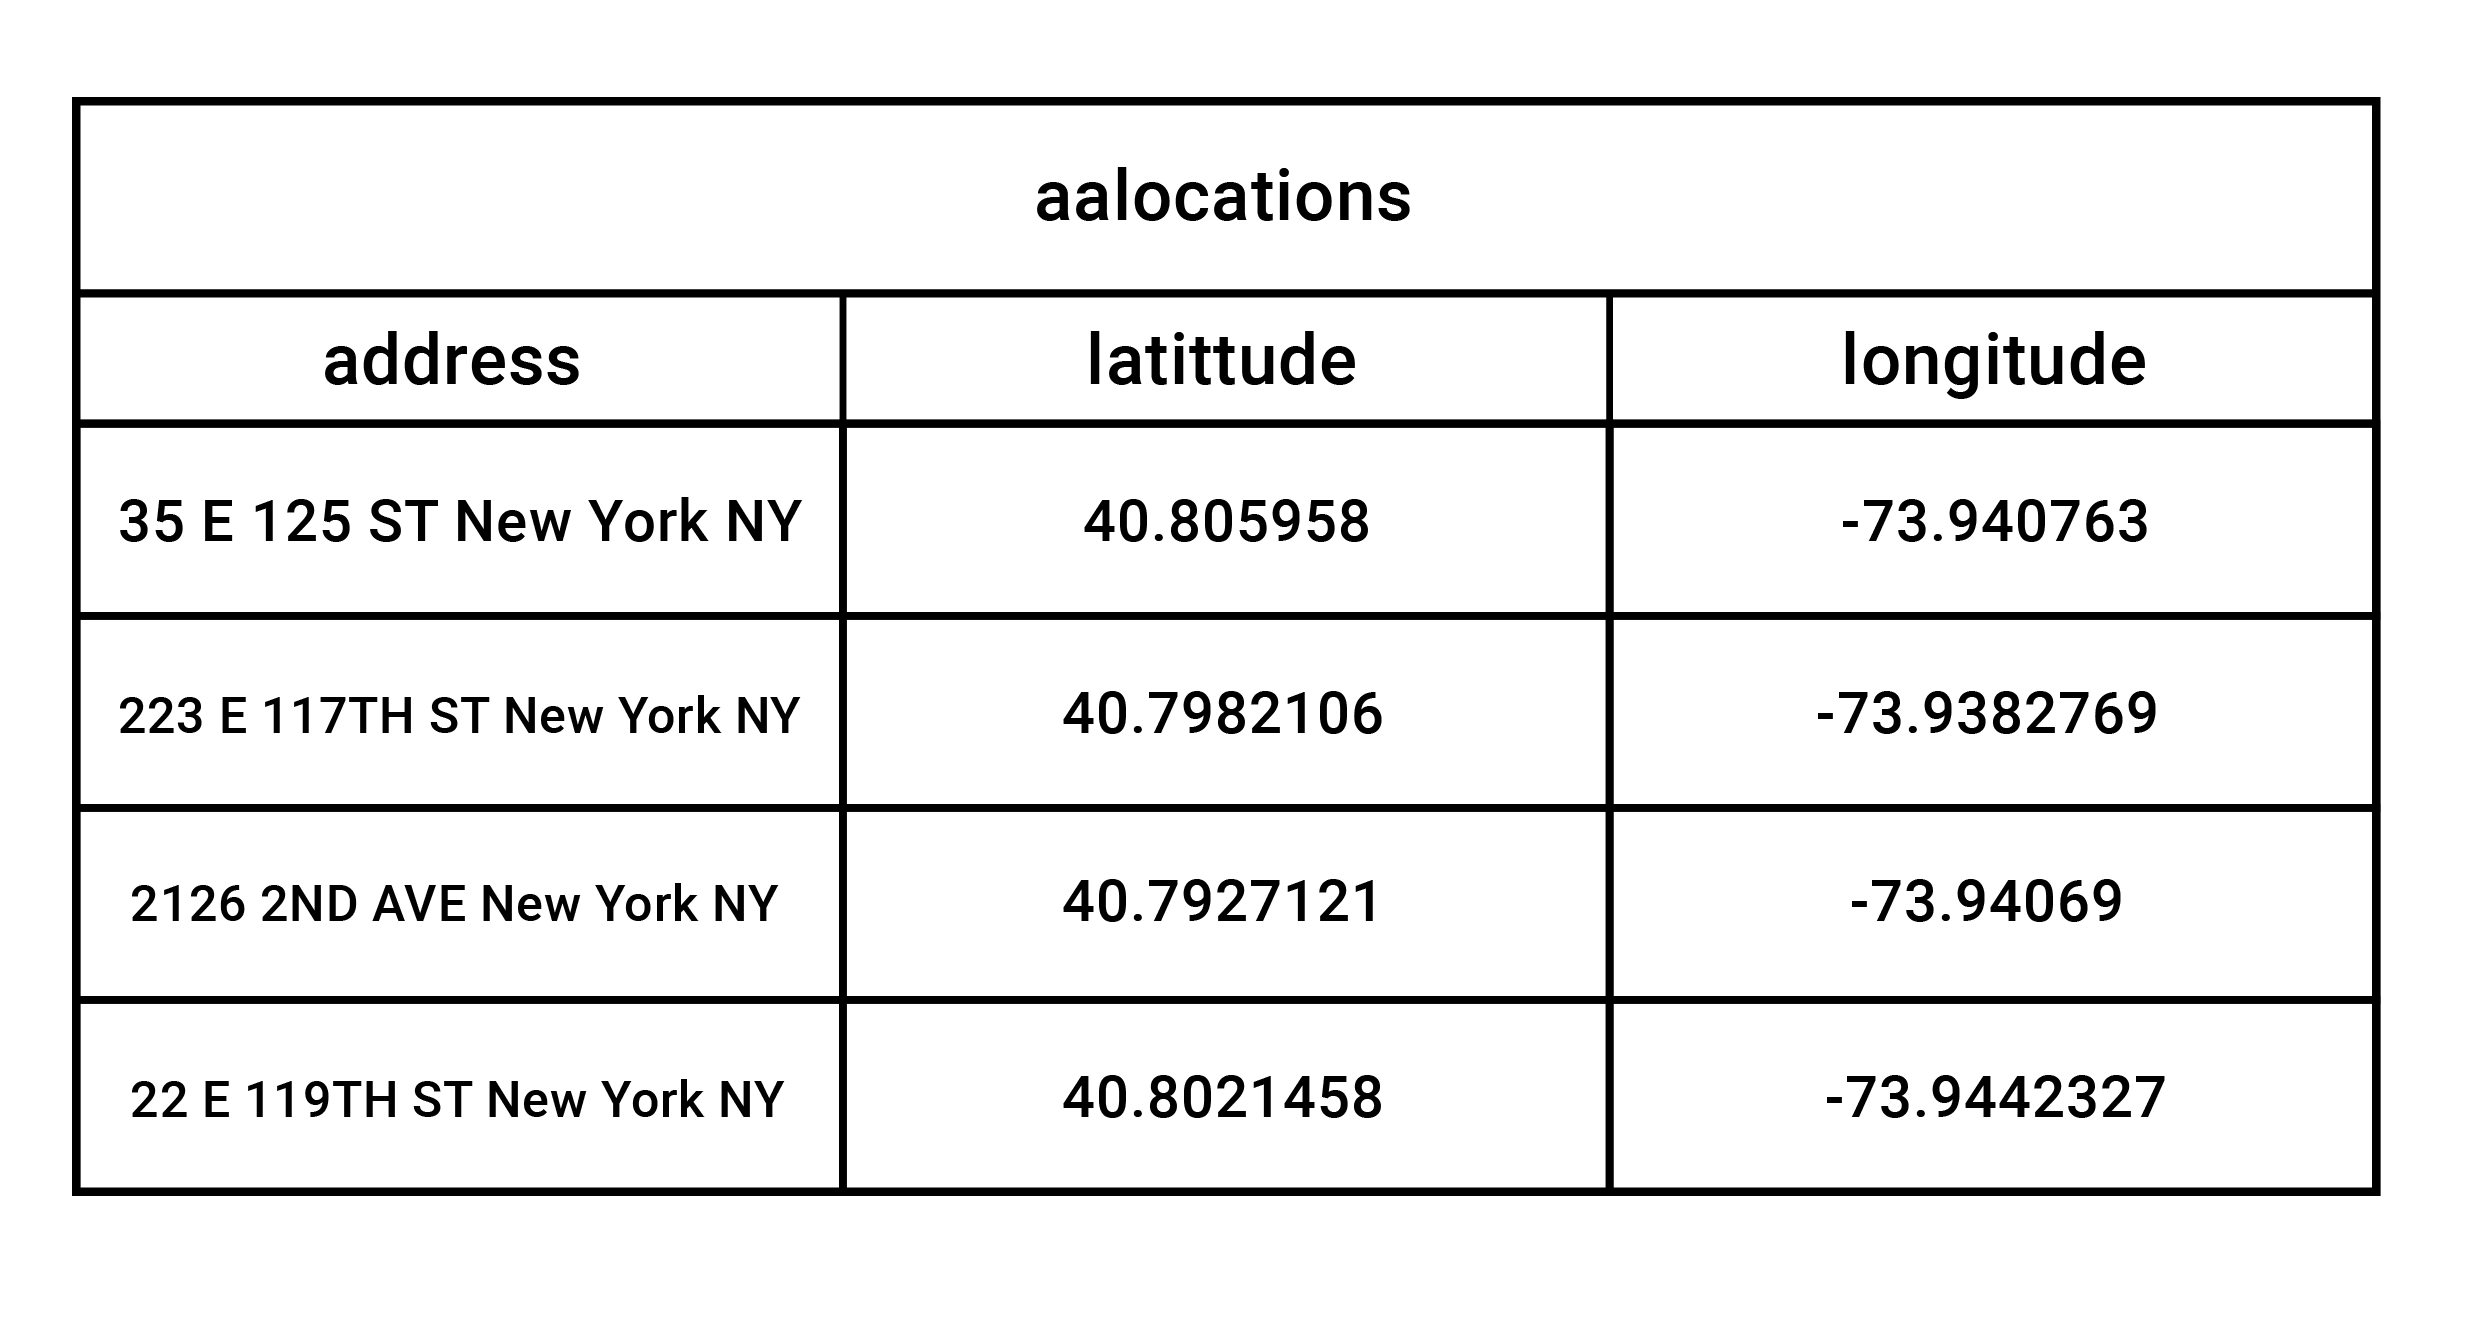 aalocations
address latittude longitude
35 E 125 ST New York NY 40.805958 -73.940763
223 E 117TH ST New York NY 40.7982106 -73.9382769
2126 2ND AVE New York NY 40.7927121 -73.94069
22 E 119TH ST New York NY 40.8021458 -73.9442327